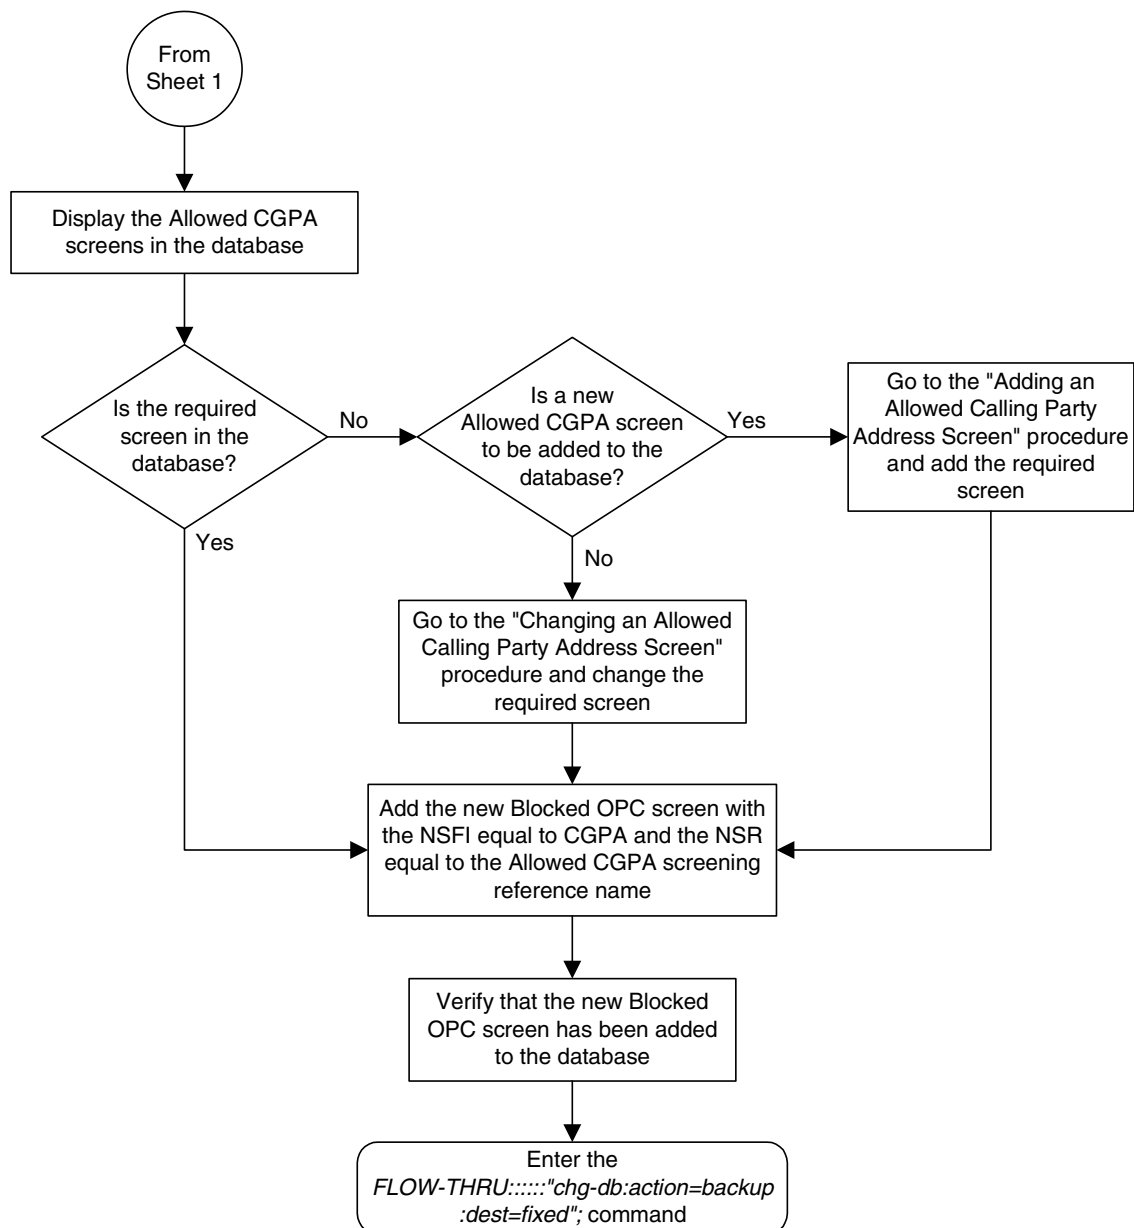 From
Sheet 1
Display the Allowed CGPA
screens in the database
Is the required
screen in the
database?
No
Yes
Is a new
Allowed CGPA screen
to be added to the
database?
Yes
No
Go to the "Adding an
Allowed Calling Party
Address Screen" procedure
and add the required
screen
Go to the "Changing an Allowed
Calling Party Address Screen"
procedure and change the
required screen
Add the new Blocked OPC screen with
the NSFI equal to CGPA and the NSR
equal to the Allowed CGPA screening
reference name
Verify that the new Blocked
OPC screen has been added
to the database
Enter the
FLOW-THRU::::::"chg-db:action=backup
:dest=fixed"; command